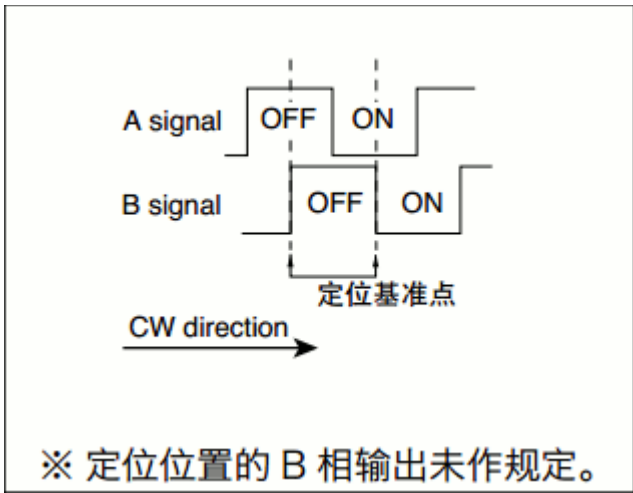 A signal OFF ON
B signal OFF ON
定位基准点
CW direction
※ 定位位置的 B 相输出未作规定。